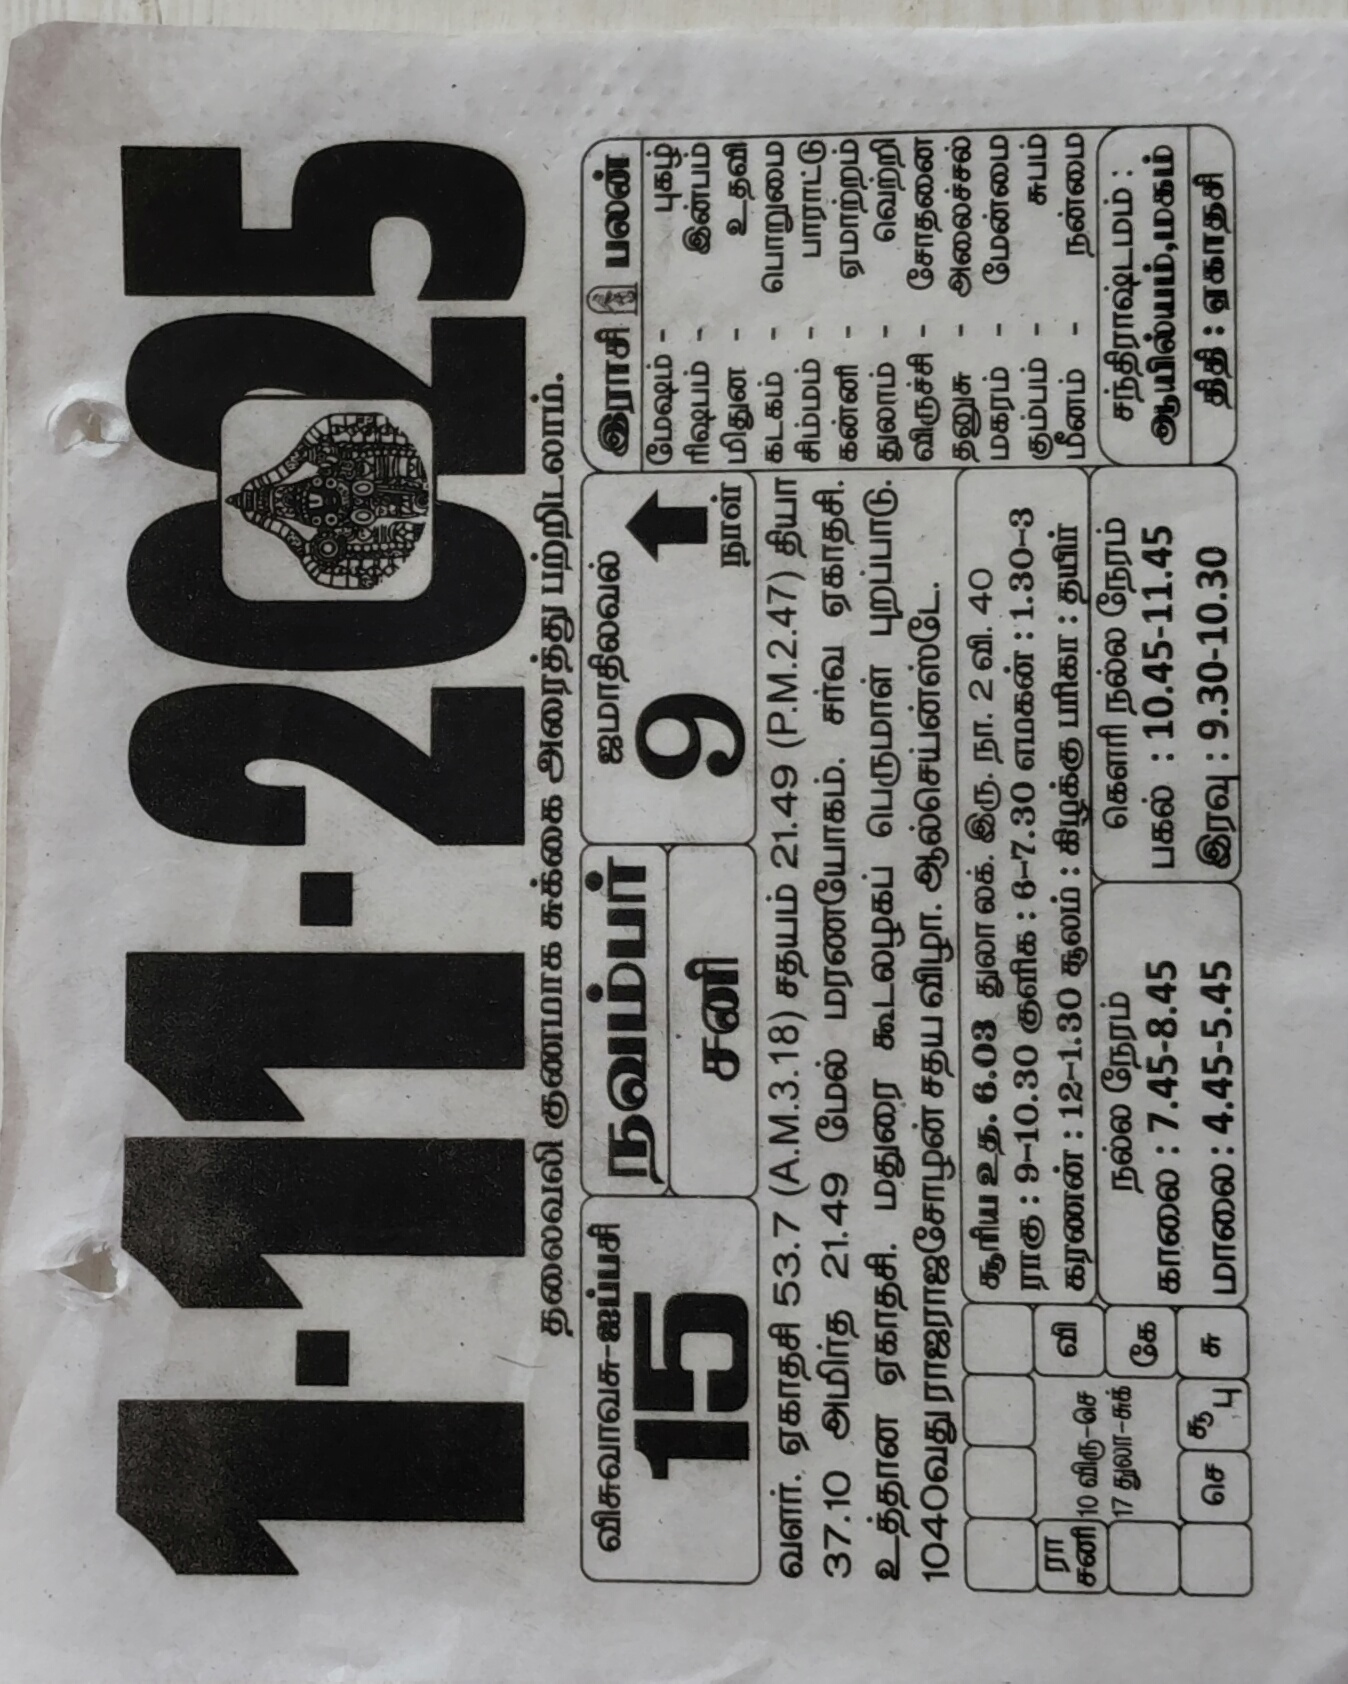 1-11-2025
தலைவலி குணமாக சுக்கை அரைத்து பற்றிடலாம்.
விசுவாவசு-ஐப்பசி
15
நவம்பர்
சனி
ஜமாதிலவல்
9
நாள்
வளர். ஏகாதசி 53.7 (A.M.3.18) சதயம் 21.49 (P.M.2.47) தியா
37.10 அமிர்த 21.49 மேல் மரணயோகம். சர்வ ஏகாதசி.
உத்தான ஏகாதசி. மதுரை கூடலழகப் பெருமாள் புறப்பாடு.
1040வது ராஜராஜசோழன் சதய விழா. ஆல்செய்ன்ஸ்டே.
இராசி பலன்
மேஷம் - புகழ்
ரிஷபம் - இன்பம்
மிதுன - உதவி
கடகம் - பொறுமை
சிம்மம் - பாராட்டு
கன்னி - ஏமாற்றம்
துலாம் - வெற்றி
விருச்சி - சோதனை
தனுசு - அலைச்சல்
மகரம் - மேன்மை
கும்பம் - சுபம்
மீனம் - நன்மை
ரா
சனி
10 விரு-செ
17 துலா-சுக்
வி
கே
செ
சூ
பு
சு
சூரிய உத. 6.03 துலா லக். இரு. நா. 2 வி. 40
ராகு : 9-10.30 குளிக : 6-7.30 எமகண் : 1.30-3
கரணன் : 12-1.30 சூலம் : கிழக்கு பரிகா : தயிர்
நல்ல நேரம்
காலை : 7.45-8.45
மாலை : 4.45-5.45
கௌரி நல்ல நேரம்
பகல் : 10.45-11.45
இரவு : 9.30-10.30
சந்திராஷ்டமம் :
ஆயில்யம்,மகம்
திதி : ஏகாதசி